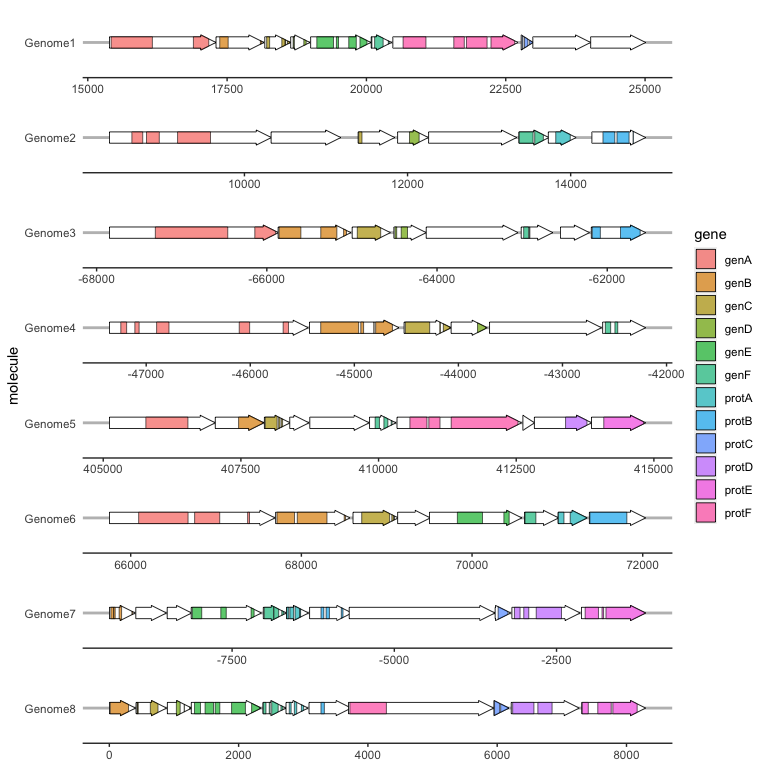 Genome1
15000 17500 20000 22500 25000
Genome2
10000 12000 14000
Genome3
-68000 -66000 -64000 -62000
Genome4
-47000 -46000 -45000 -44000 -43000 -42000
Genome5
405000 407500 410000 412500 415000
Genome6
66000 68000 70000 72000
Genome7
-7500 -5000 -2500
Genome8
0 2000 4000 6000 8000
molecule
gene
genA
genB
genC
genD
genE
genF
protA
protB
protC
protD
protE
protF